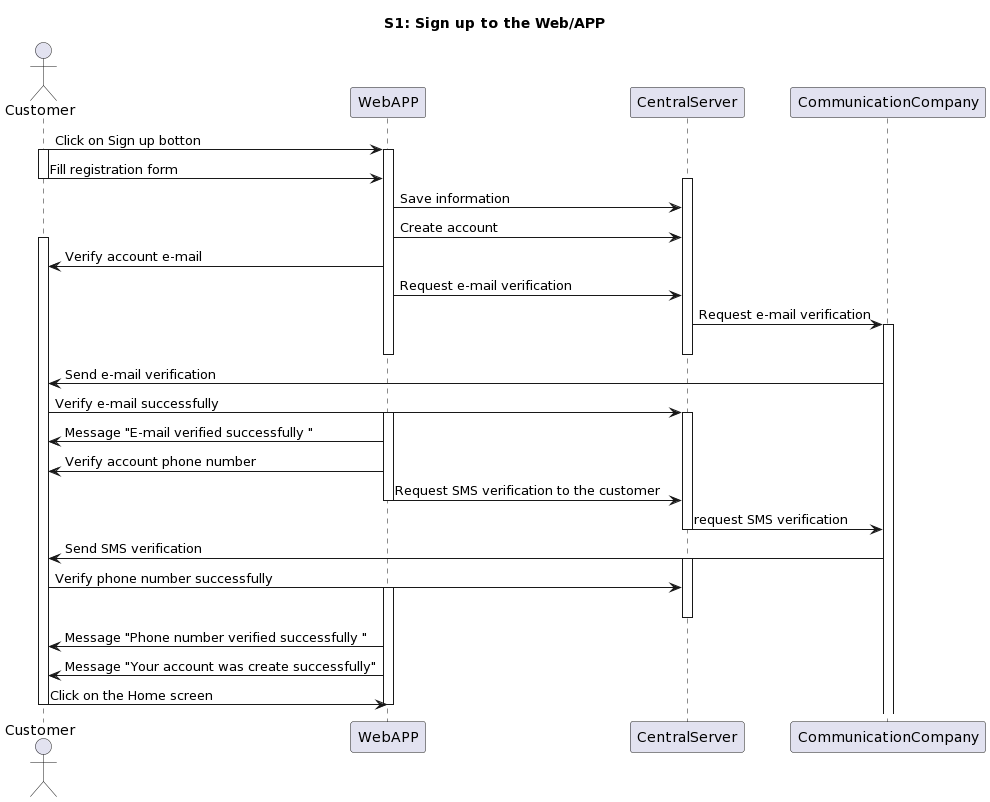 S1: Sign up to the Web/APP
Customer
WebAPP
CentralServer
CommunicationCompany
Click on Sign up botton
Fill registration form
Save information
Create account
Verify account e-mail
Request e-mail verification
Request e-mail verification
Send e-mail verification
Verify e-mail successfully
Message "E-mail verified successfully "
Verify account phone number
Request SMS verification to the customer
request SMS verification
Send SMS verification
Verify phone number successfully
Message "Phone number verified successfully "
Message "Your account was create successfully"
Click on the Home screen
Customer
WebAPP
CentralServer
CommunicationCompany